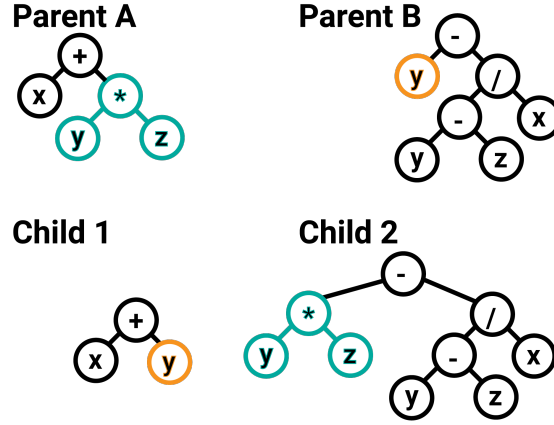 Parent A
+
x *
y z
Parent B
-
y /
- x
y z
Child 1
+
x y
Child 2
-
* /
y z - x
y z